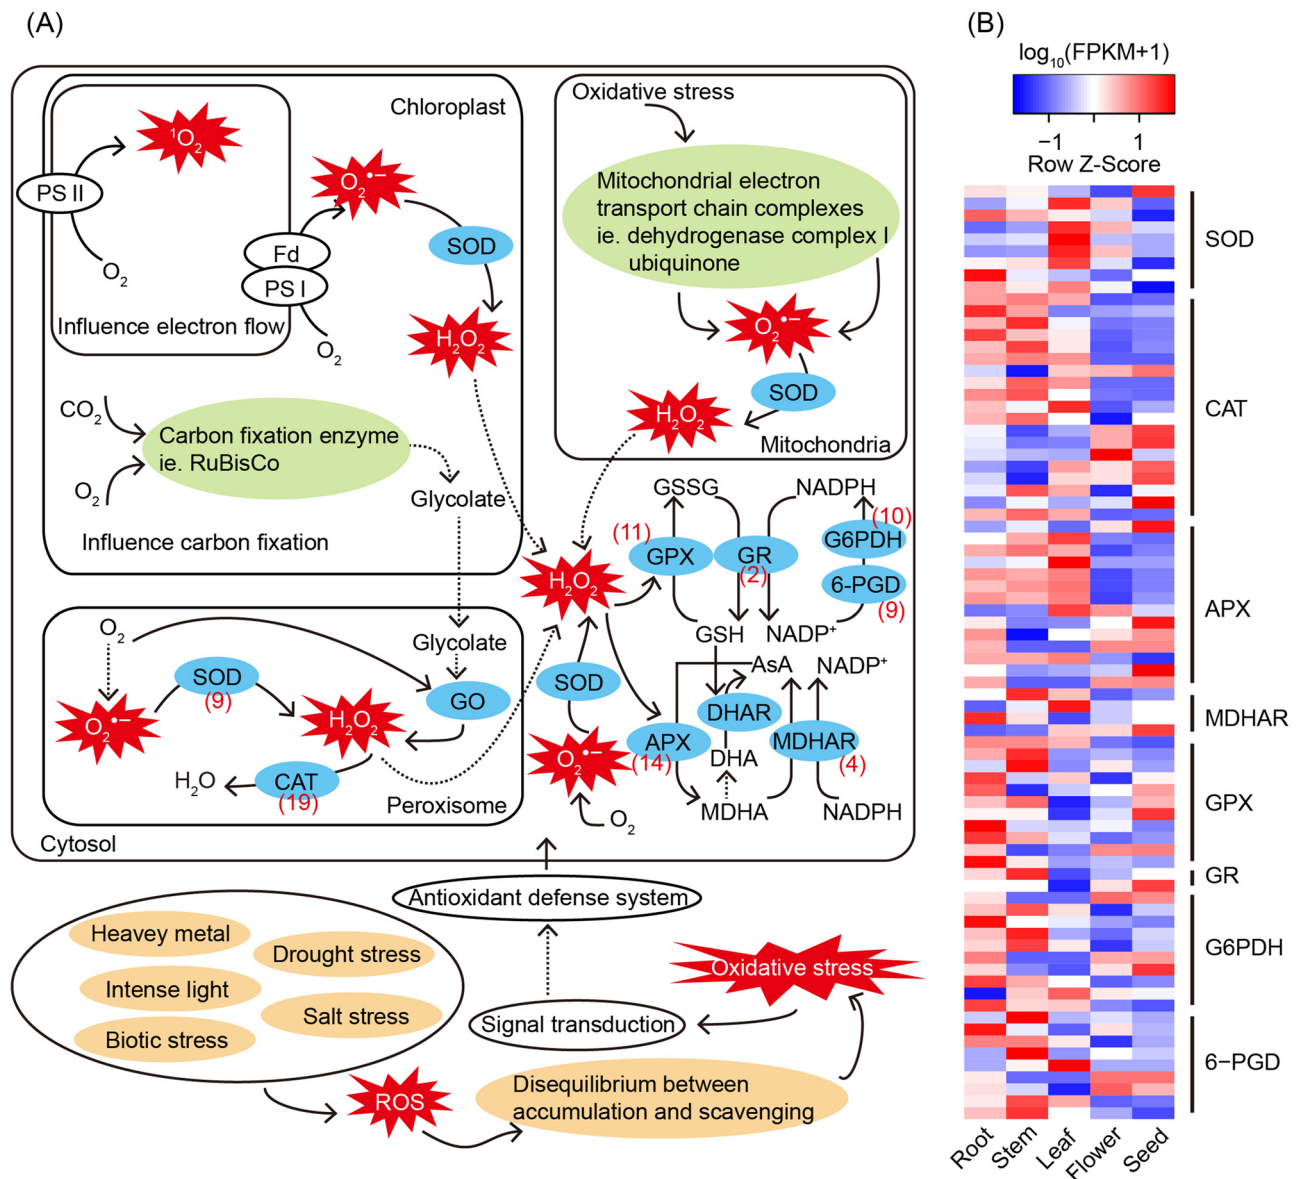 (A)
Chloroplast
¹O₂
PS II
O₂
O₂•−
SOD
Fd
PS I
O₂
H₂O₂
Influence electron flow
CO₂
O₂
Carbon fixation enzyme
ie. RuBisCo
Glycolate
Influence carbon fixation
Oxidative stress
Mitochondrial electron
transport chain complexes
ie. dehydrogenase complex I
ubiquinone
O₂•−
SOD
H₂O₂
Mitochondria
GSSG
NADPH
(11)
(10)
GPX
GR
(2)
G6PDH
6-PGD
(9)
H₂O₂
GSH
NADP⁺
O₂
Glycolate
SOD
(9)
GO
O₂•−
H₂O₂
H₂O
CAT
(19)
Peroxisome
SOD
AsA
NADP⁺
DHAR
APX
(14)
MDHAR
(4)
DHA
O₂•−
MDHA
NADPH
O₂
Cytosol
Antioxidant defense system
Heavey metal
Drought stress
Intense light
Salt stress
Biotic stress
Oxidative stress
Signal transduction
ROS
Disequilibrium between
accumulation and scavenging
(B)
log₁₀(FPKM+1)
−1 1
Row Z-Score
SOD
CAT
APX
MDHAR
GPX
GR
G6PDH
6−PGD
Root Stem Leaf Flower Seed